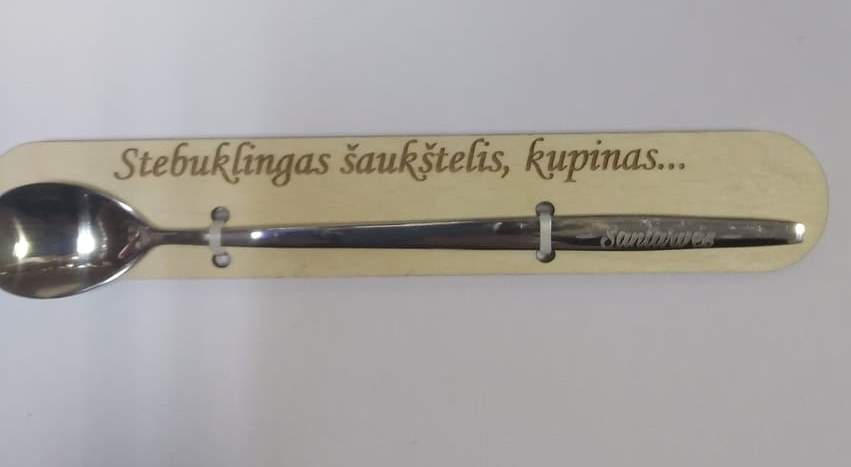 Stebuklingas šaukštelis, kupinas...
Santarvės